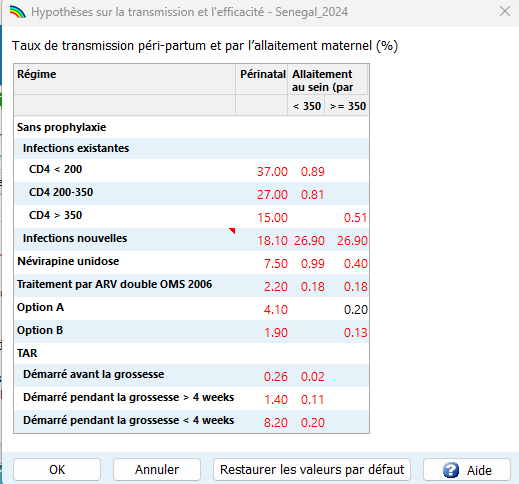 Hypothèses sur la transmission et l'efficacité - Senegal_2024
Taux de transmission péri-partum et par l'allaitement maternel (%)
Régime Périnatal Allaitement
au sein (par
< 350 >= 350
Sans prophylaxie
Infections existantes
CD4 < 200 37.00 0.89
CD4 200-350 27.00 0.81
CD4 > 350 15.00 0.51
Infections nouvelles 18.10 26.90 26.90
Névirapine unidose 7.50 0.99 0.40
Traitement par ARV double OMS 2006 2.20 0.18 0.18
Option A 4.10 0.20
Option B 1.90 0.13
TAR
Démarré avant la grossesse 0.26 0.02
Démarré pendant la grossesse > 4 weeks 1.40 0.11
Démarré pendant la grossesse < 4 weeks 8.20 0.20
OK Annuler Restaurer les valeurs par défaut Aide